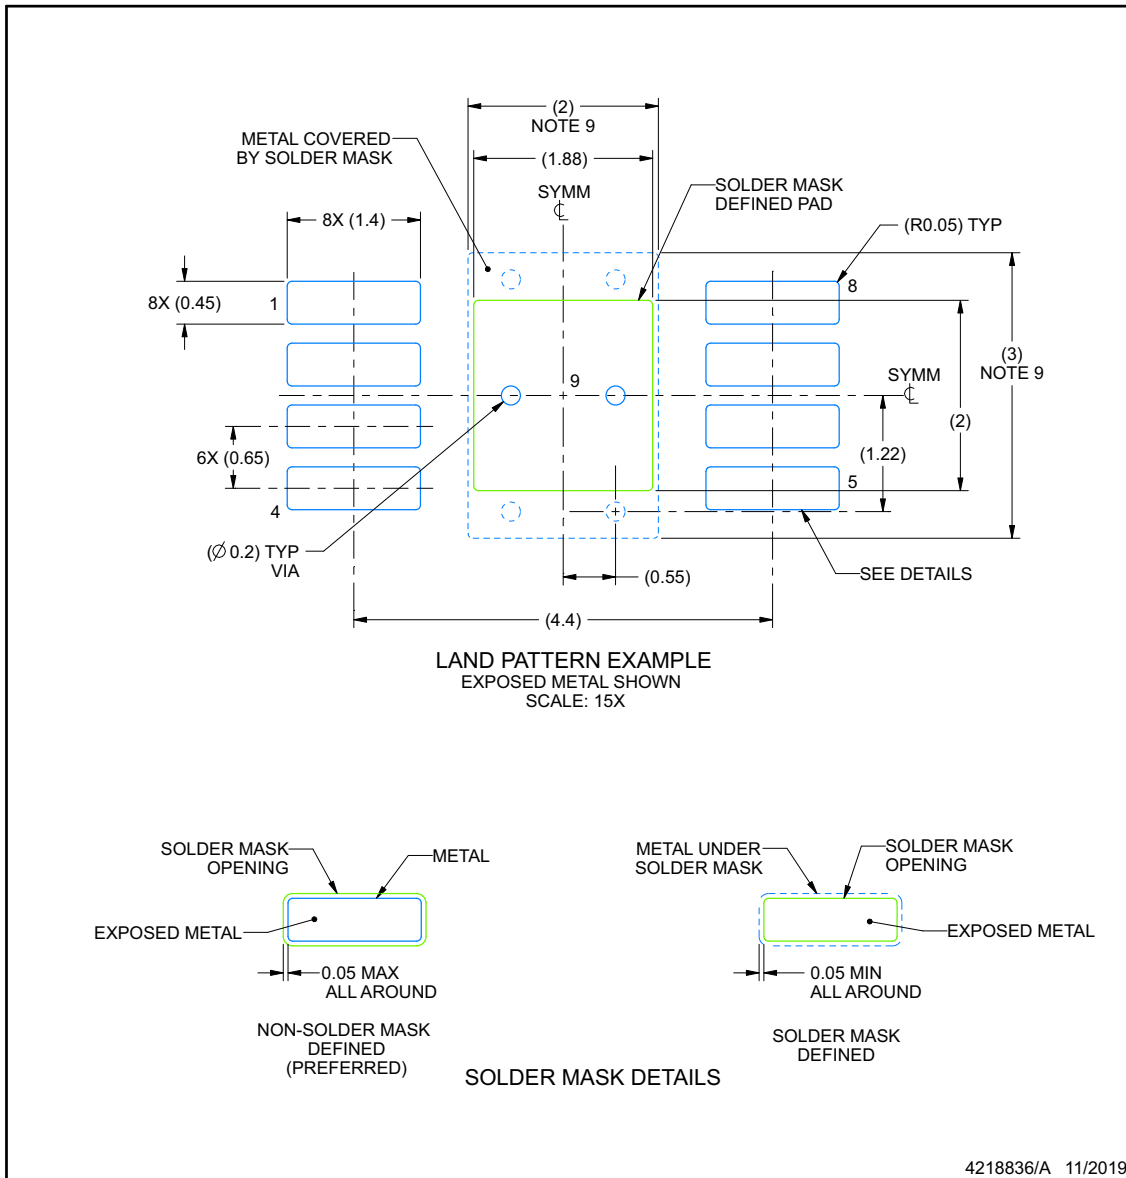 (2)
NOTE 9
METAL COVERED
BY SOLDER MASK
(1.88)
SYMM
℄
SOLDER MASK
DEFINED PAD
8X (1.4)
(R0.05) TYP
8X (0.45)
1
8
(3)
NOTE 9
9
SYMM
℄
(2)
6X (0.65)
(1.22)
4
5
(Ø 0.2) TYP
VIA
(0.55)
SEE DETAILS
(4.4)
LAND PATTERN EXAMPLE
EXPOSED METAL SHOWN
SCALE: 15X
SOLDER MASK
OPENING
METAL
EXPOSED METAL
0.05 MAX
ALL AROUND
NON-SOLDER MASK
DEFINED
(PREFERRED)
METAL UNDER
SOLDER MASK
SOLDER MASK
OPENING
EXPOSED METAL
0.05 MIN
ALL AROUND
SOLDER MASK
DEFINED
SOLDER MASK DETAILS
4218836/A 11/2019